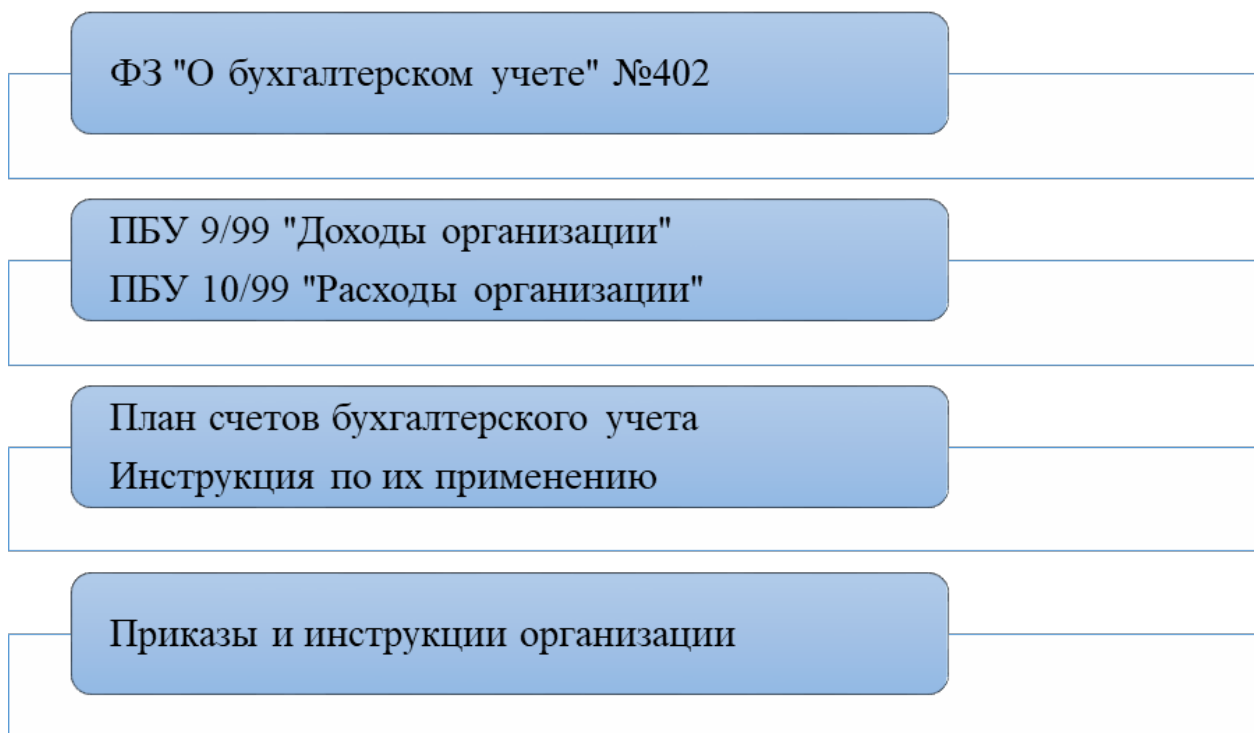 ФЗ "О бухгалтерском учете" №402
ПБУ 9/99 "Доходы организации"
ПБУ 10/99 "Расходы организации"
План счетов бухгалтерского учета
Инструкция по их применению
Приказы и инструкции организации